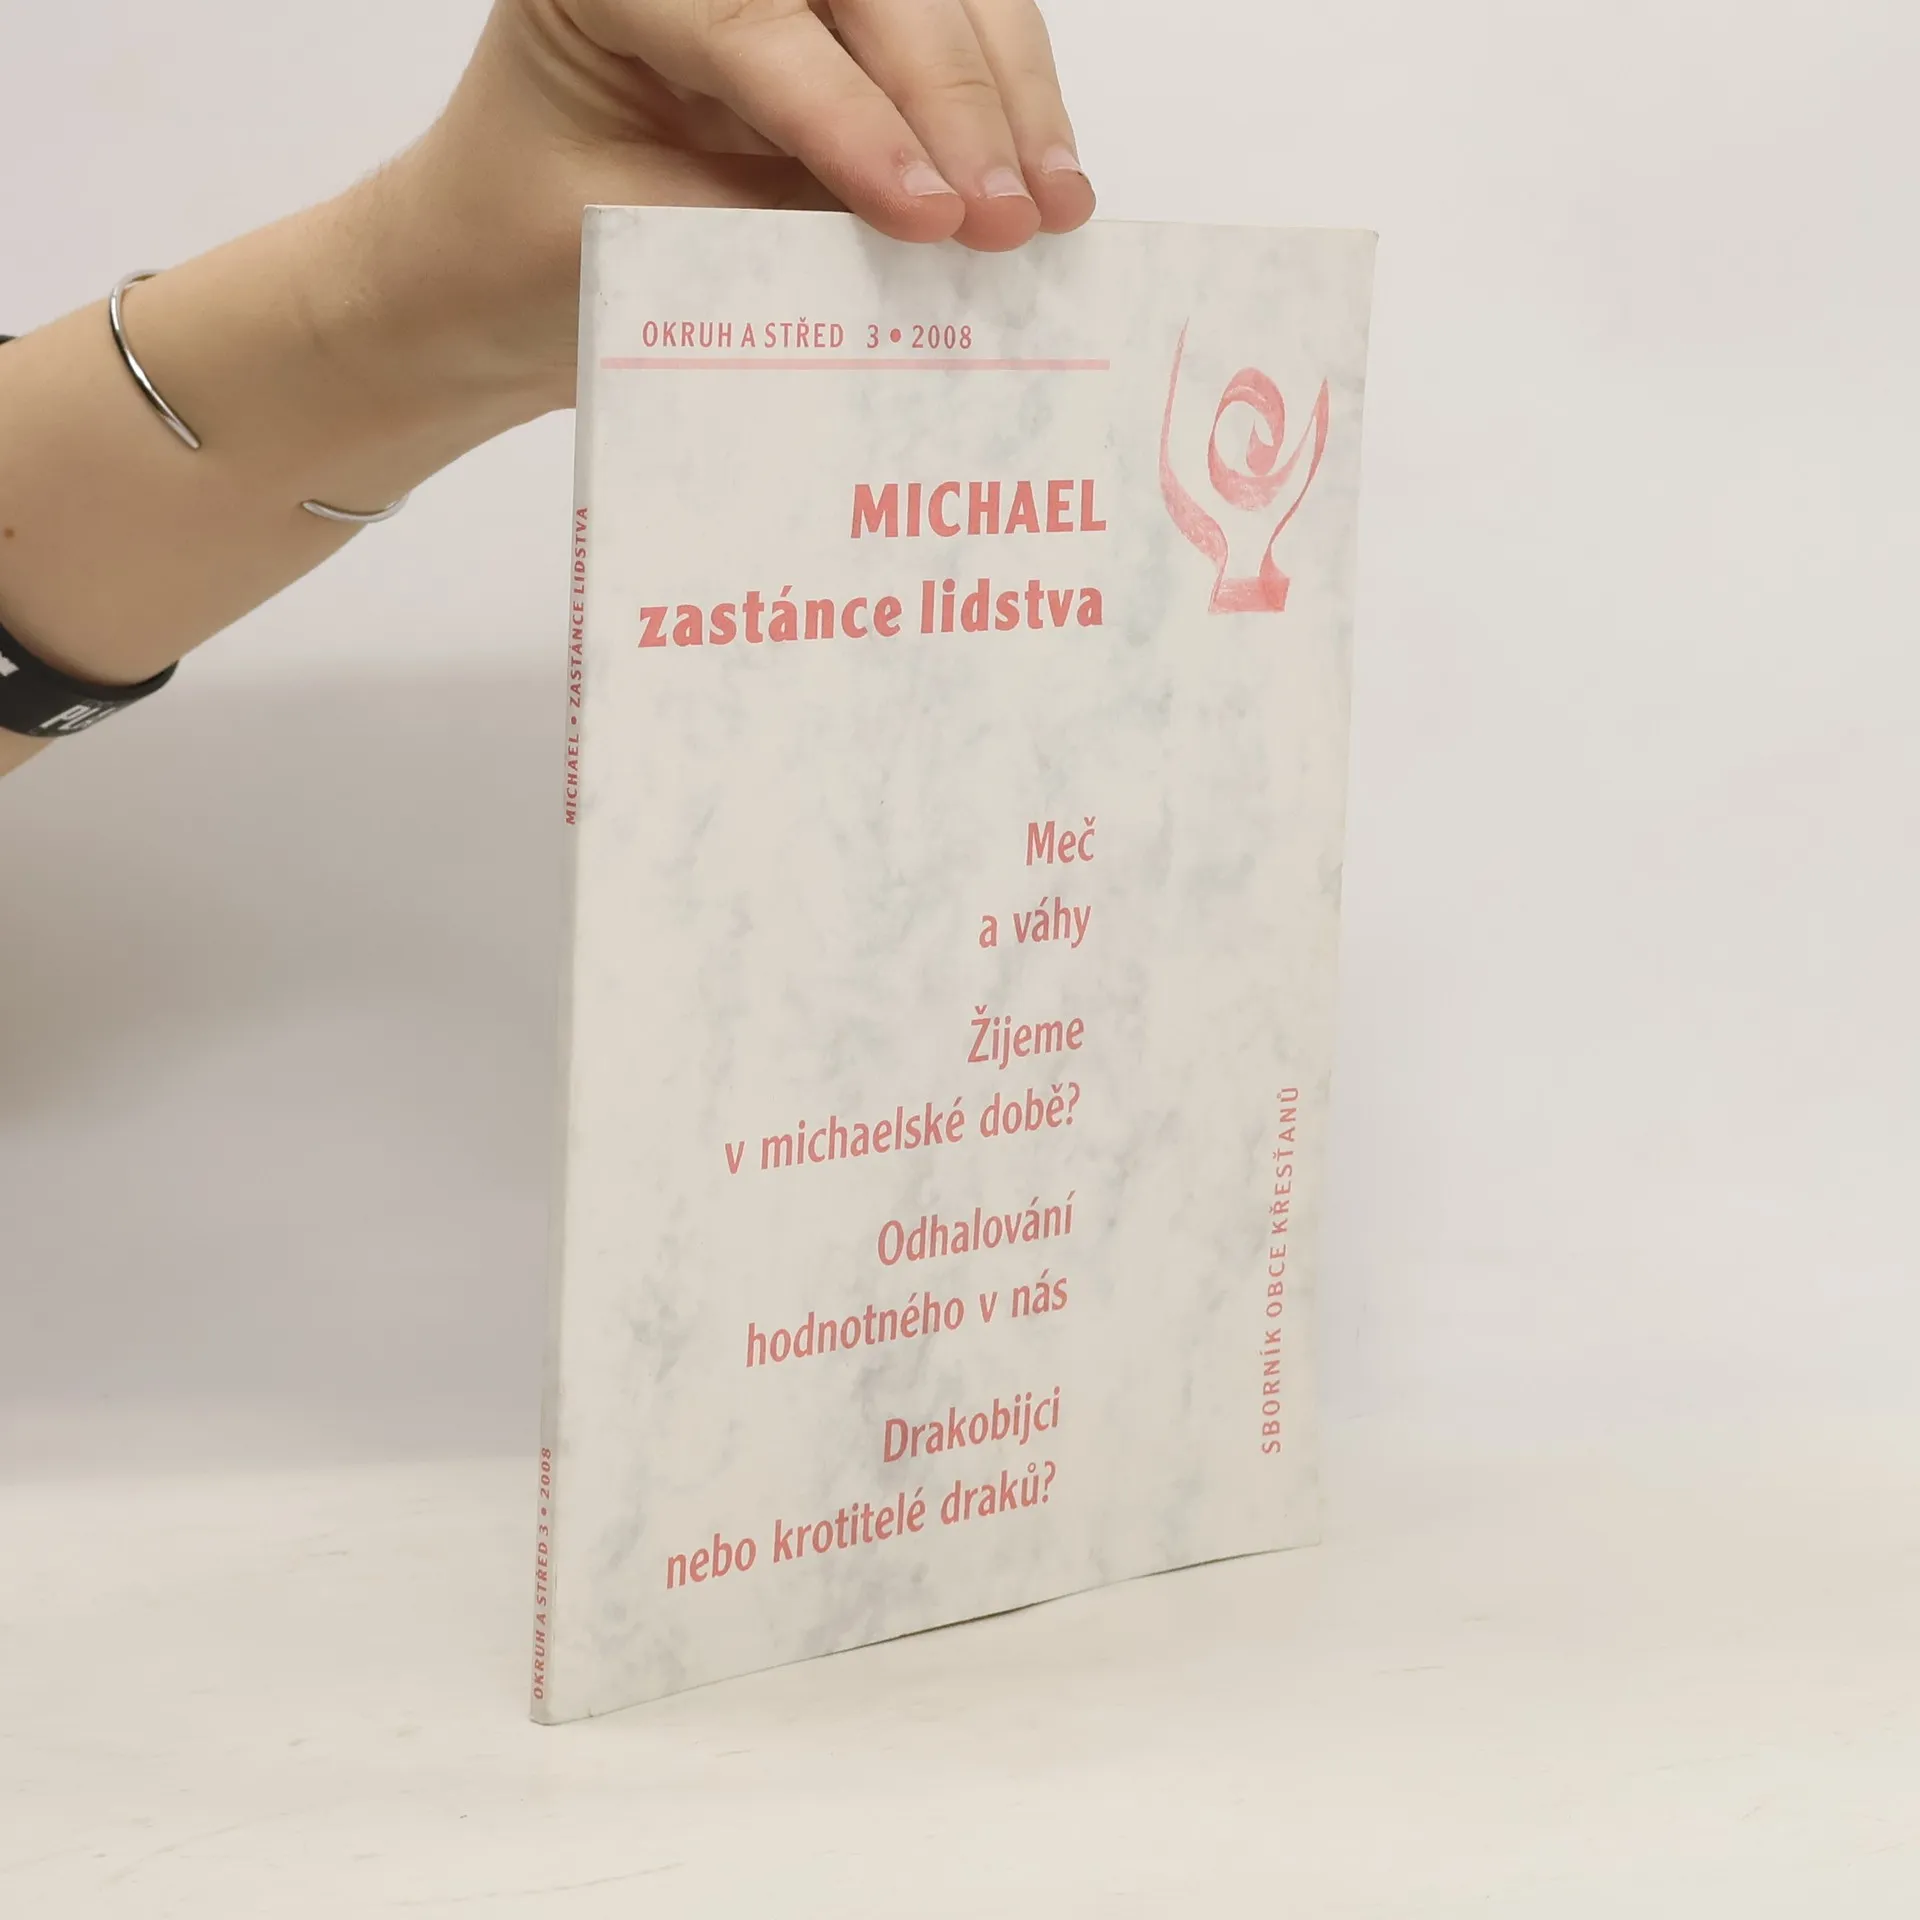 OKRUH A STŘED 3 • 2008
MICHAEL
zastánce lidstva
Meč
a váhy
Žijeme
v michaelské době?
Odhalování
hodnotného v nás
Drakobijci
nebo krotitelé draků?
SBORNÍK OBCE KŘESŤANŮ
MICHAEL • ZASTÁNCE LIDSTVA
OKRUH A STŘED 3 • 2008